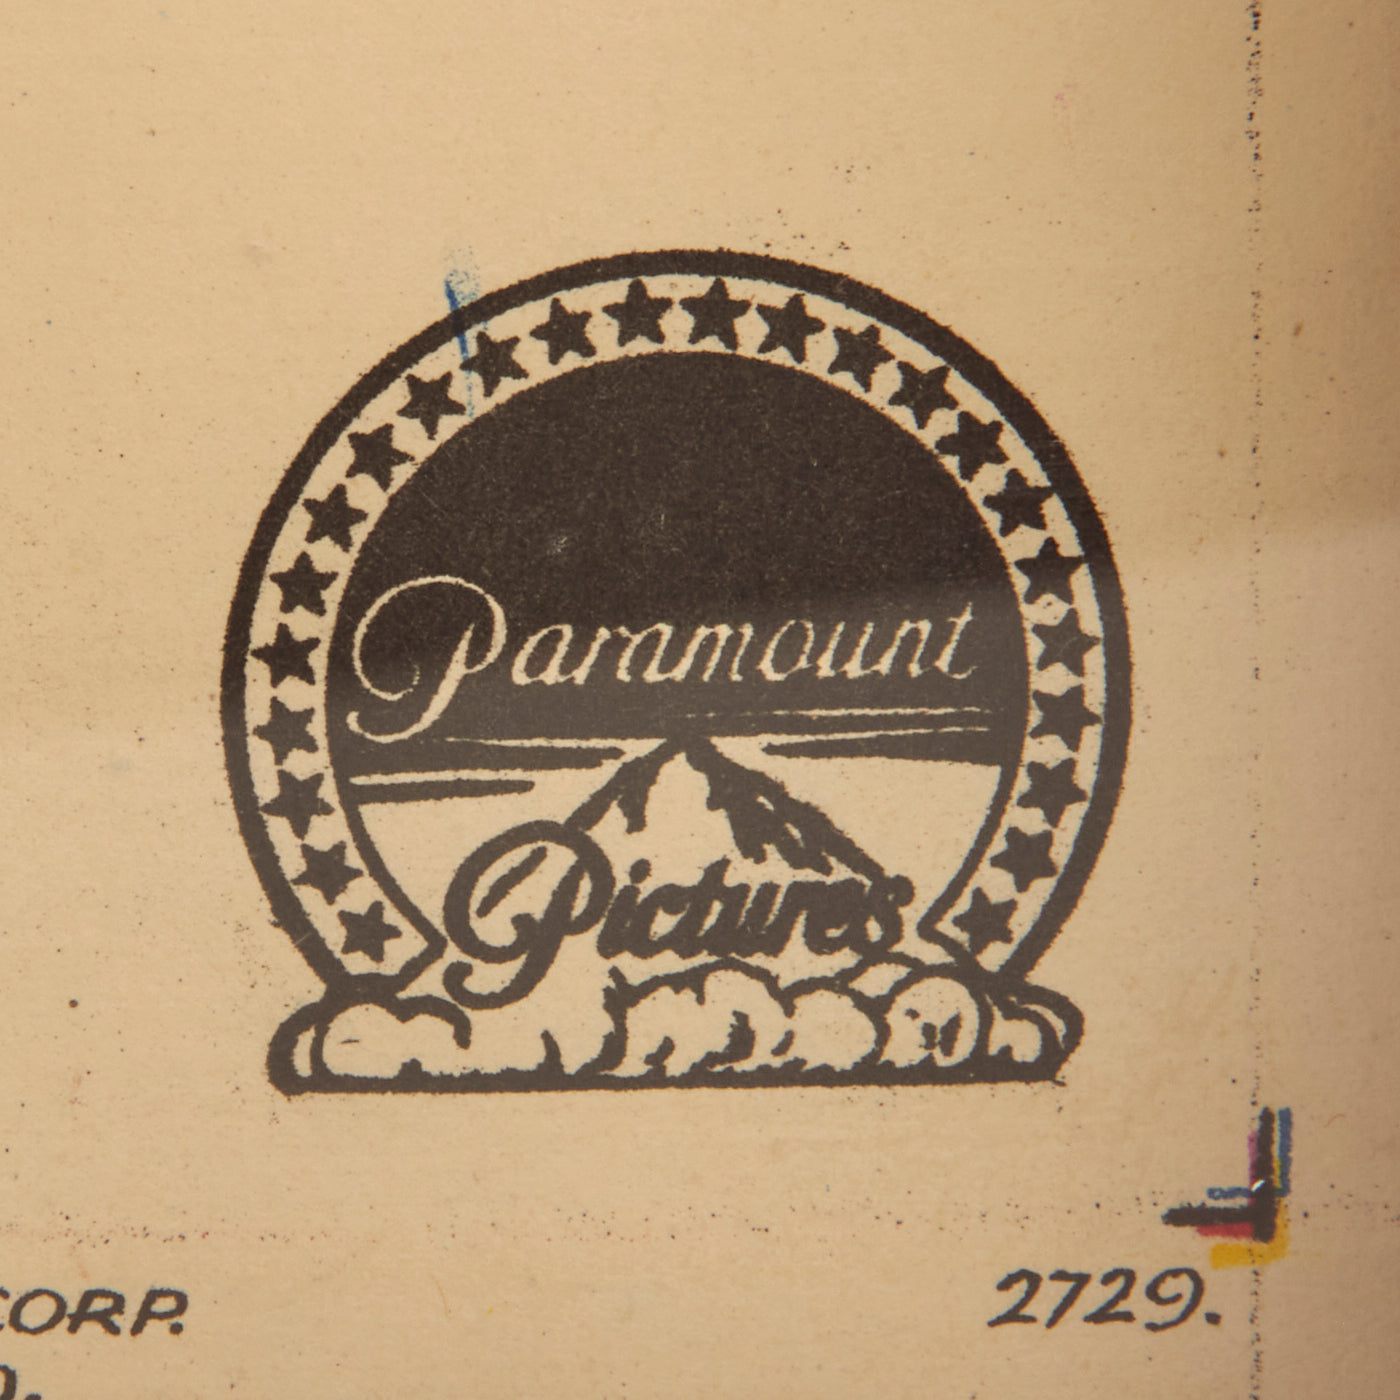 Paramount
Pictures
CORP.
2729.